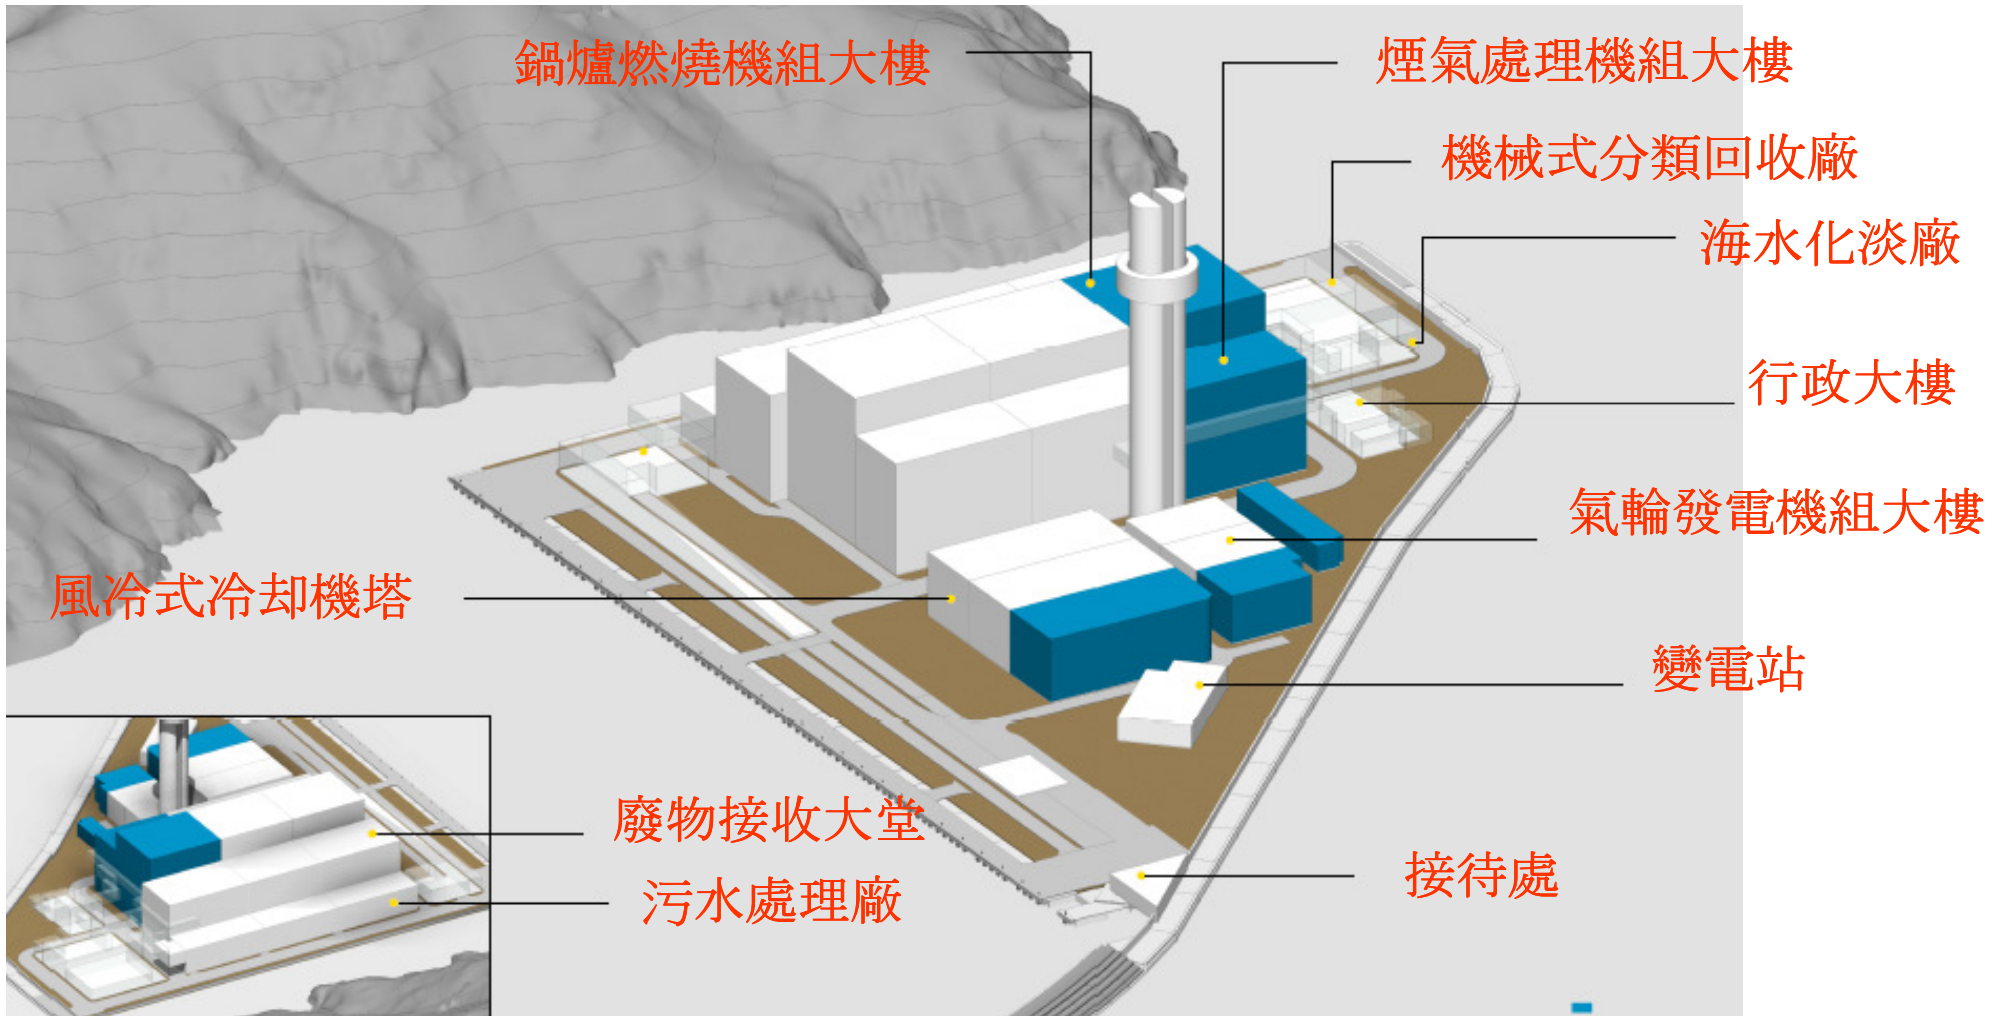 鍋爐燃燒機組大樓
煙氣處理機組大樓
機械式分類回收廠
海水化淡廠
行政大樓
氣輪發電機組大樓
風冷式冷却機塔
變電站
廢物接收大堂
接待處
污水處理廠